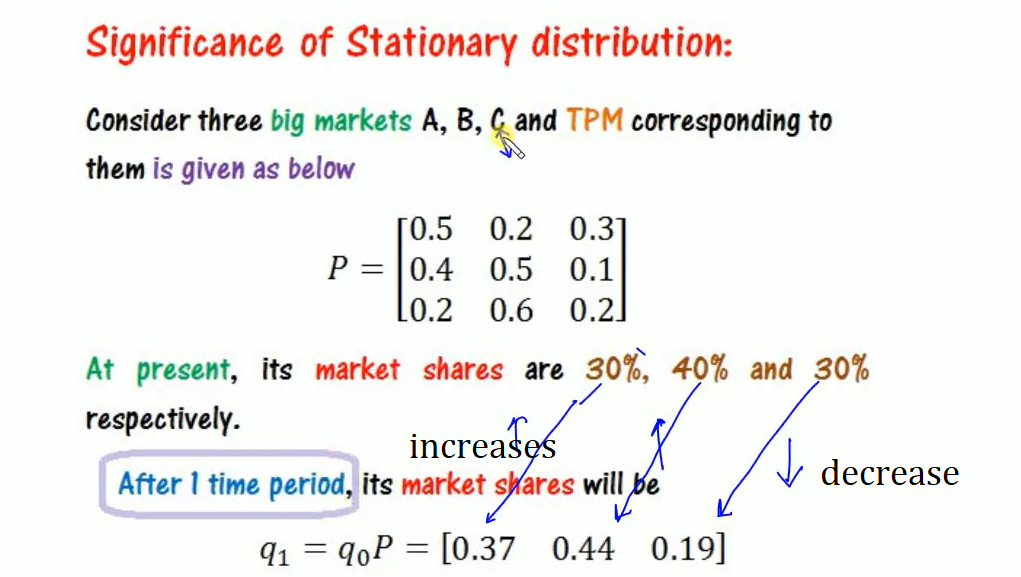 Significance of Stationary distribution:
Consider three big markets A, B, C and TPM corresponding to
them is given as below
P = [0.5 0.2 0.3
0.4 0.5 0.1
0.2 0.6 0.2]
At present, its market shares are 30%, 40% and 30%
respectively.
increases
decrease
After 1 time period, its market shares will be
q₁ = q₀P = [0.37 0.44 0.19]